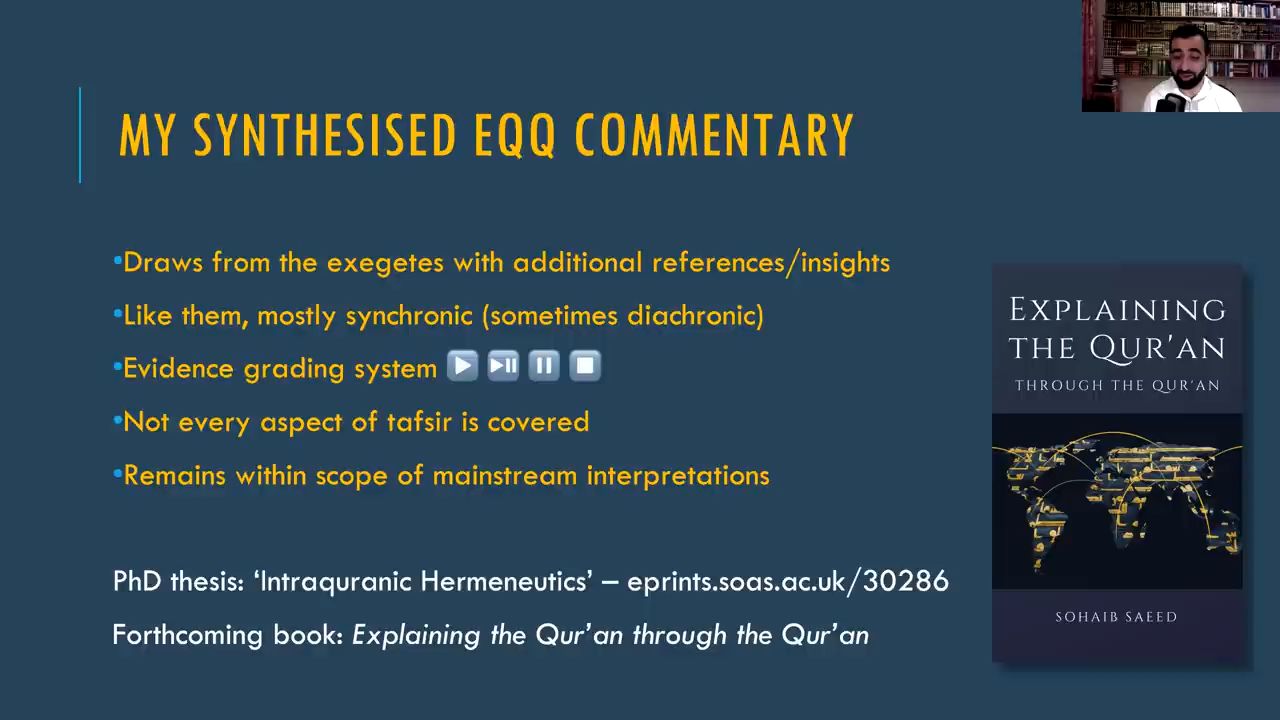 MY SYNTHESISED EQQ COMMENTARY
•Draws from the exegetes with additional references/insights
•Like them, mostly synchronic (sometimes diachronic)
•Evidence grading system ▶ ⏯ ⏸ ⏹
•Not every aspect of tafsir is covered
•Remains within scope of mainstream interpretations
PhD thesis: ‘Intraquranic Hermeneutics’ – eprints.soas.ac.uk/30286
Forthcoming book: Explaining the Qur’an through the Qur’an
EXPLAINING
THE QUR'AN
THROUGH THE QUR'AN
SOHAIB SAEED